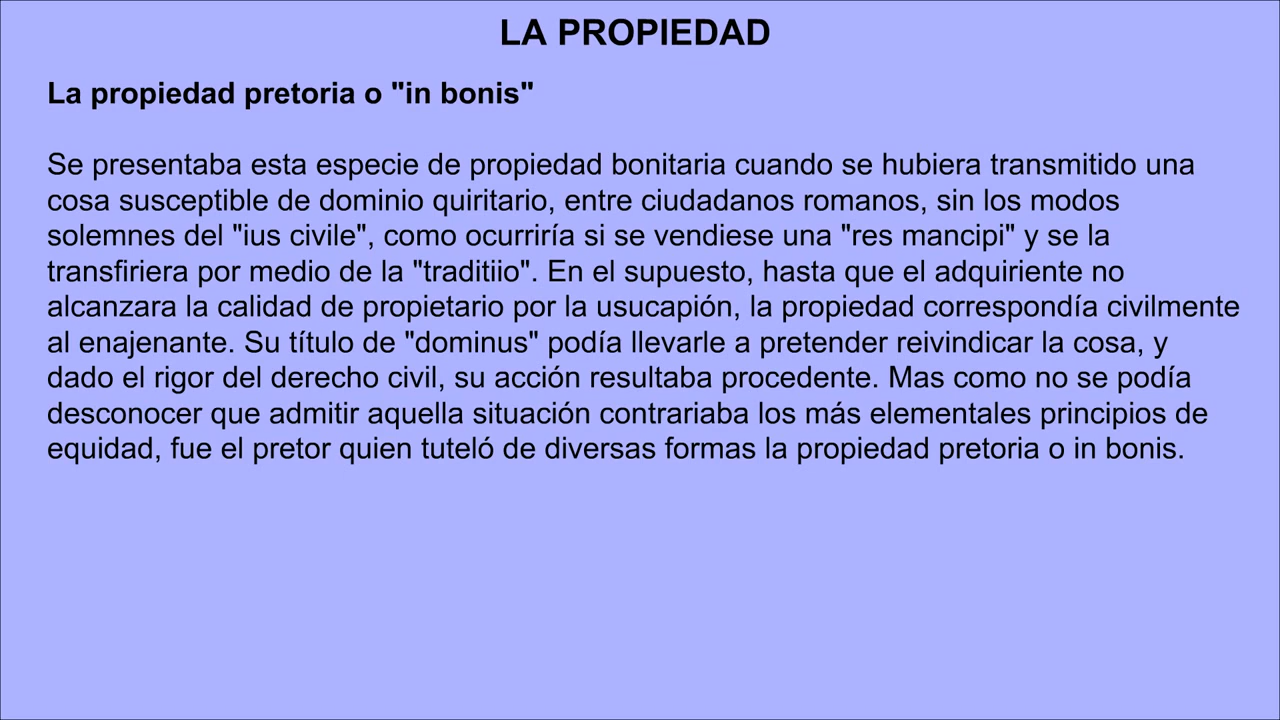 LA PROPIEDAD
La propiedad pretoria o "in bonis"
Se presentaba esta especie de propiedad bonitaria cuando se hubiera transmitido una
cosa susceptible de dominio quiritario, entre ciudadanos romanos, sin los modos
solemnes del "ius civile", como ocurriría si se vendiese una "res mancipi" y se la
transfiriera por medio de la "traditiio". En el supuesto, hasta que el adquiriente no
alcanzara la calidad de propietario por la usucapión, la propiedad correspondía civilmente
al enajenante. Su título de "dominus" podía llevarle a pretender reivindicar la cosa, y
dado el rigor del derecho civil, su acción resultaba procedente. Mas como no se podía
desconocer que admitir aquella situación contrariaba los más elementales principios de
equidad, fue el pretor quien tuteló de diversas formas la propiedad pretoria o in bonis.